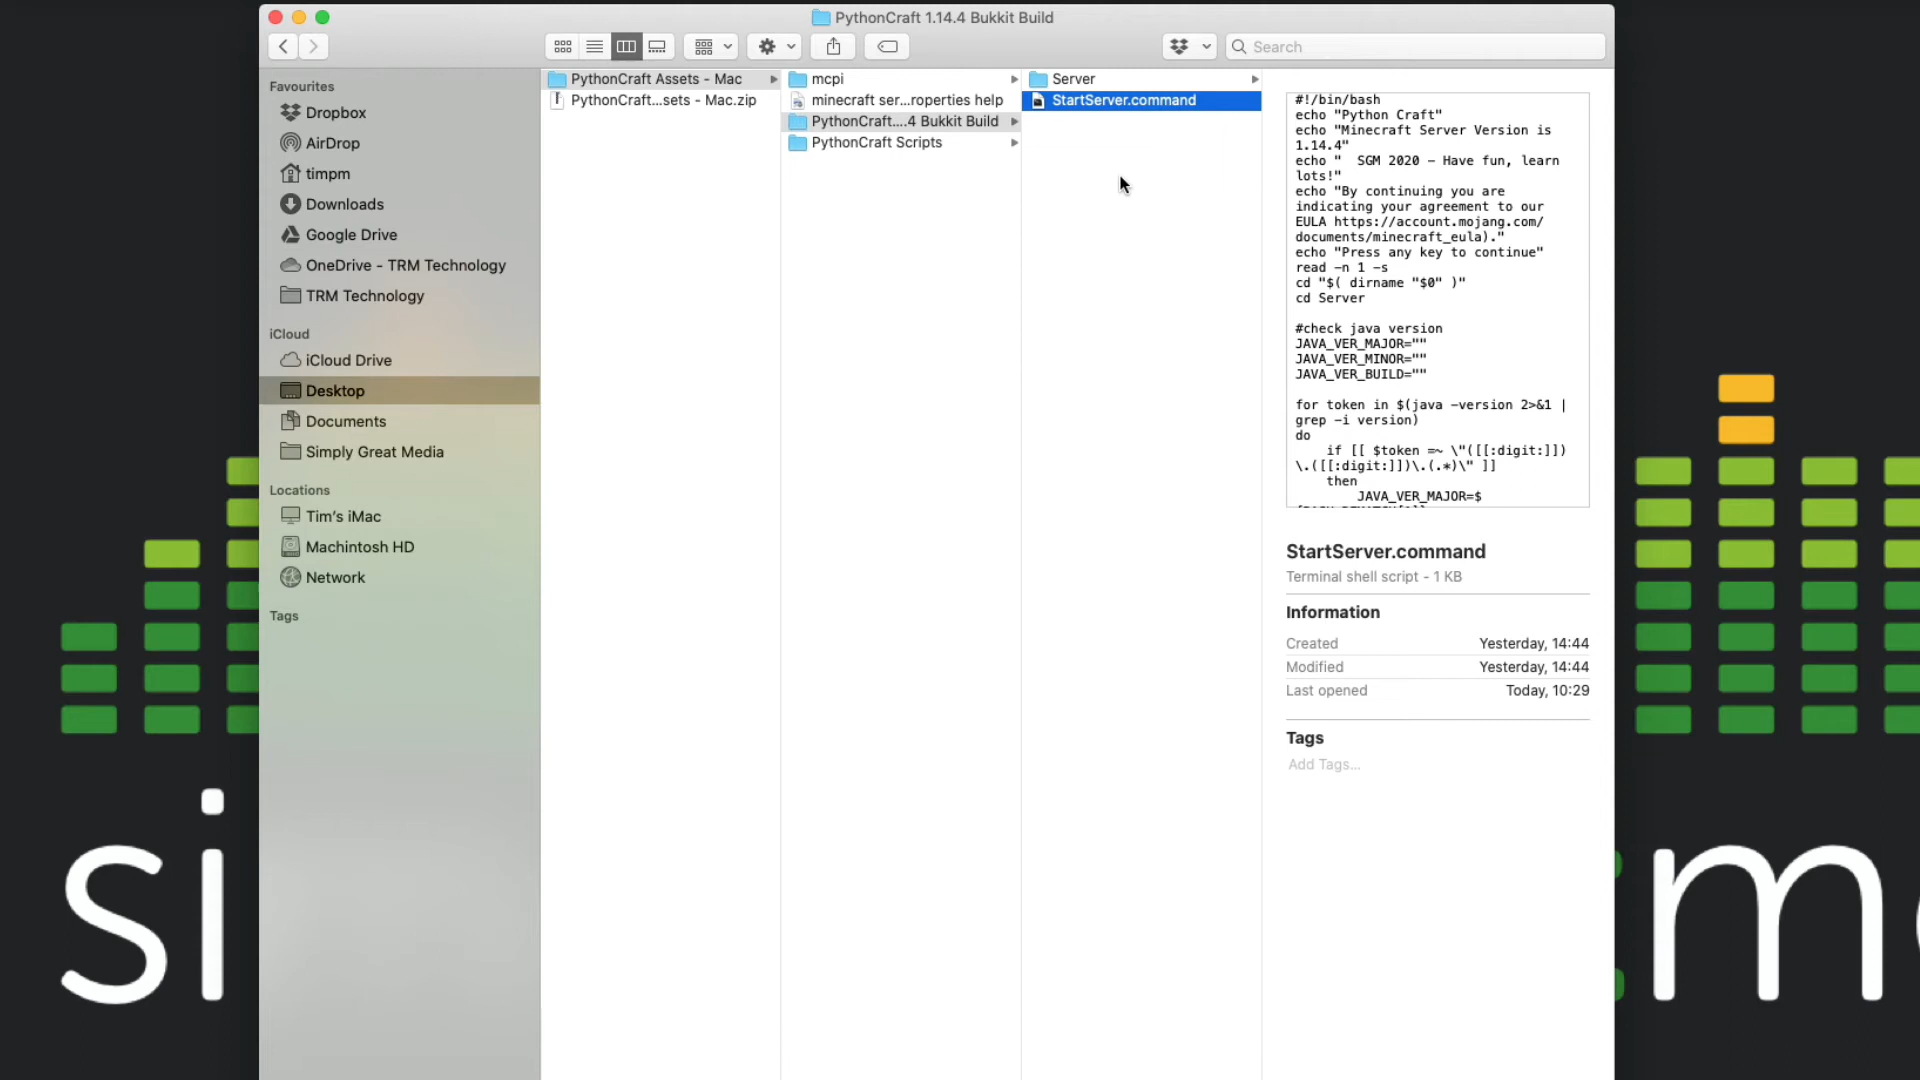 PythonCraft 1.14.4 Bukkit Build
Search
Favourites
Dropbox
AirDrop
timpm
Downloads
Google Drive
OneDrive - TRM Technology
TRM Technology
iCloud
iCloud Drive
Desktop
Documents
Simply Great Media
Locations
Tim's iMac
Machintosh HD
Network
Tags
PythonCraft Assets - Mac
PythonCraft...sets - Mac.zip
mcpi
minecraft ser...roperties help
PythonCraft....4 Bukkit Build
PythonCraft Scripts
Server
StartServer.command
#!/bin/bash
echo "Python Craft"
echo "Minecraft Server Version is
1.14.4"
echo "  SGM 2020 - Have fun, learn
lots!"
echo "By continuing you are
indicating your agreement to our
EULA https://account.mojang.com/
documents/minecraft_eula)."
echo "Press any key to continue"
read -n 1 -s
cd "$( dirname "$0" )"
cd Server
#check java version
JAVA_VER_MAJOR=""
JAVA_VER_MINOR=""
JAVA_VER_BUILD=""
for token in $(java -version 2>&1 |
grep -i version)
do
if [[ $token =~ \"([[:digit:]])
\.([[:digit:]])\.(.*)\" ]]
then
JAVA_VER_MAJOR=$
StartServer.command
Terminal shell script - 1 KB
Information
Created Yesterday, 14:44
Modified Yesterday, 14:44
Last opened Today, 10:29
Tags
Add Tags...
si
m